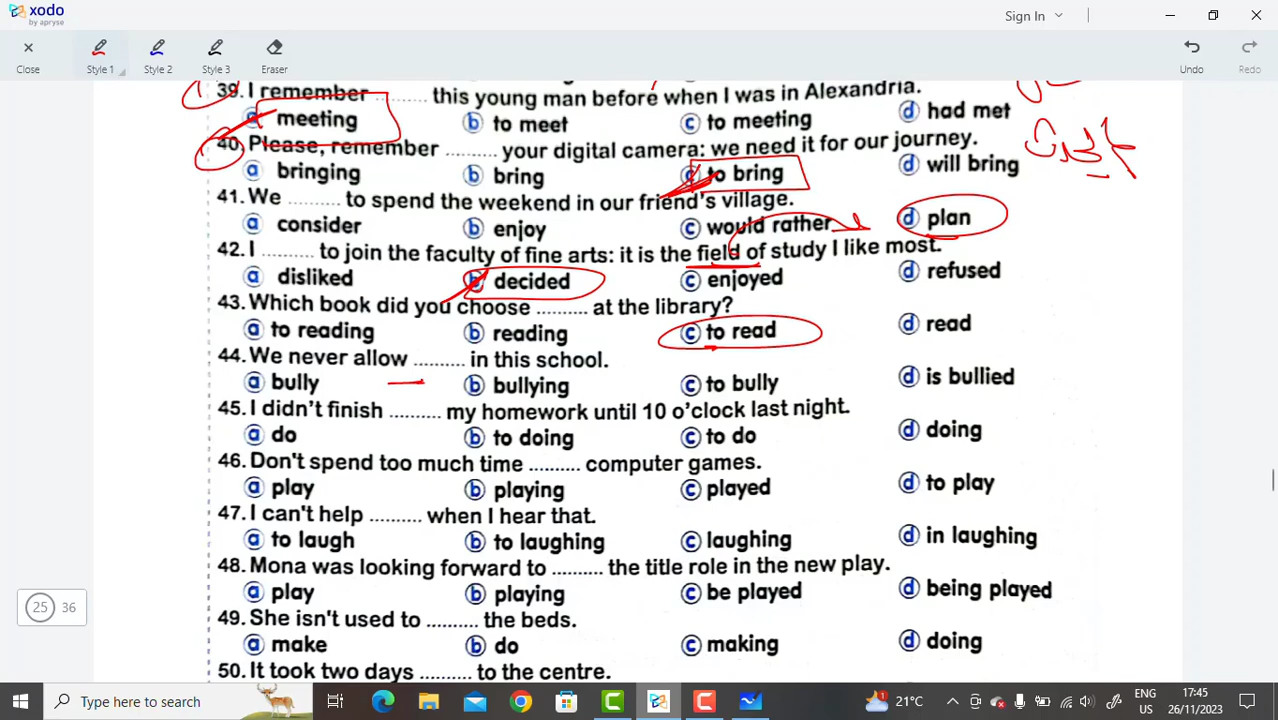 xodo
by apryse
Sign In
Close
Style 1
Style 2
Style 3
Eraser
Undo
Redo
39. I remember .......... this young man before when I was in Alexandria.
a meeting b to meet c to meeting d had met
40. Please, remember .......... your digital camera; we need it for our journey.
a bringing b bring c to bring d will bring
41. We .......... to spend the weekend in our friend's village.
a consider b enjoy c would rather d plan
42. I .......... to join the faculty of fine arts: it is the field of study I like most.
a disliked b decided c enjoyed d refused
43. Which book did you choose .......... at the library?
a to reading b reading c to read d read
44. We never allow .......... in this school.
a bully b bullying c to bully d is bullied
45. I didn't finish .......... my homework until 10 o'clock last night.
a do b to doing c to do d doing
46. Don't spend too much time .......... computer games.
a play b playing c played d to play
47. I can't help .......... when I hear that.
a to laugh b to laughing c laughing d in laughing
48. Mona was looking forward to .......... the title role in the new play.
a play b playing c be played d being played
49. She isn't used to .......... the beds.
a make b do c making d doing
50. It took two days .......... to the centre.
25 36
Type here to search
1
21°C
ENG
US
17:45
26/11/2023